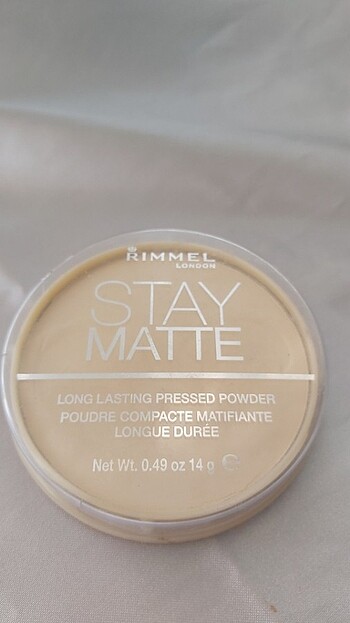 RIMMEL
LONDON
STAY
MATTE
LONG LASTING PRESSED POWDER
POUDRE COMPACTE MATIFIANTE
LONGUE DURÉE
Net Wt. 0.49 oz 14 g ℮